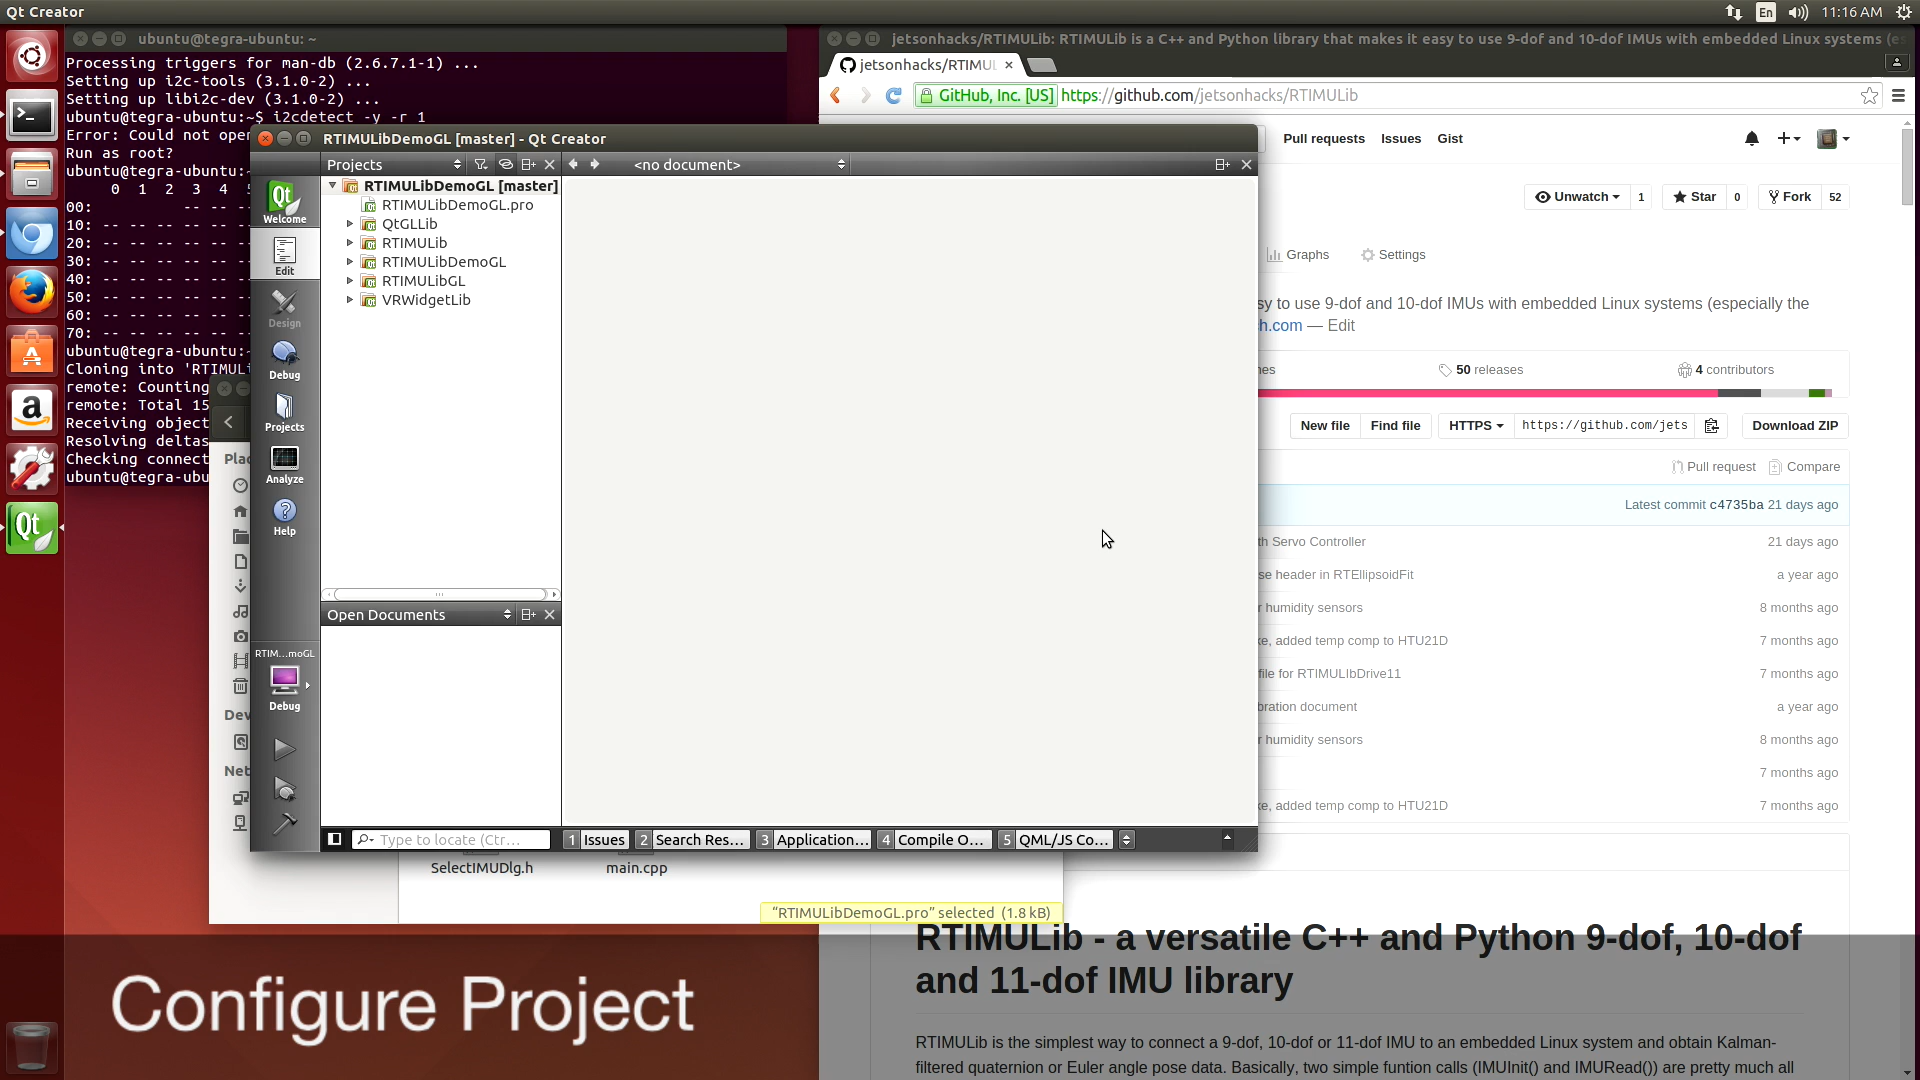 Qt Creator
En
11:16 AM
ubuntu@tegra-ubuntu: ~
Processing triggers for man-db (2.6.7.1-1) ...
Setting up i2c-tools (3.1.0-2) ...
Setting up libi2c-dev (3.1.0-2) ...
ubuntu@tegra-ubuntu:~$ i2cdetect -y -r 1
Error: Could not oper
Run as root?
ubuntu@tegra-ubuntu:~
0 1 2 3 4 5
00: -- --
10: -- -- -- -- --
20: -- -- -- -- --
30: -- -- -- -- --
40: -- -- -- -- --
50: -- -- -- -- --
60: -- -- -- -- --
70: -- -- -- -- --
ubuntu@tegra-ubuntu:~
Cloning into 'RTIMULi
remote: Counting
remote: Total 15
Receiving object
Resolving deltas
Checking connect
ubuntu@tegra-ubu
Plac
Dev
Net
RTIMULibDemoGL [master] - Qt Creator
Projects
<no document>
RTIMULibDemoGL [master]
RTIMULibDemoGL.pro
QtGLLib
RTIMULib
RTIMULibDemoGL
RTIMULibGL
VRWidgetLib
Qt
Welcome
Edit
Design
Debug
Projects
Analyze
Help
RTIM...moGL
Debug
Open Documents
Type to locate (Ctr...
1 Issues
2 Search Res...
3 Application...
4 Compile O...
5 QML/JS Co...
SelectIMUDlg.h
main.cpp
"RTIMULibDemoGL.pro" selected (1.8 kB)
jetsonhacks/RTIMULib: RTIMULib is a C++ and Python library that makes it easy to use 9-dof and 10-dof IMUs with embedded Linux systems (es
jetsonhacks/RTIMUL
GitHub, Inc. [US] https://github.com/jetsonhacks/RTIMULib
Pull requests Issues Gist
Unwatch 1 Star 0 Fork 52
Graphs Settings
sy to use 9-dof and 10-dof IMUs with embedded Linux systems (especially the
h.com — Edit
hes
50 releases
4 contributors
New file Find file HTTPS https://github.com/jets Download ZIP
Pull request Compare
Latest commit c4735ba 21 days ago
th Servo Controller 21 days ago
se header in RTEllipsoidFit a year ago
r humidity sensors 8 months ago
ke, added temp comp to HTU21D 7 months ago
file for RTIMULIbDrive11 7 months ago
bration document a year ago
r humidity sensors 8 months ago
7 months ago
ke, added temp comp to HTU21D 7 months ago
RTIMULib - a versatile C++ and Python 9-dof, 10-dof
and 11-dof IMU library
RTIMULib is the simplest way to connect a 9-dof, 10-dof or 11-dof IMU to an embedded Linux system and obtain Kalman-
filtered quaternion or Euler angle pose data. Basically, two simple funtion calls (IMUInit() and IMURead()) are pretty much all
Configure Project